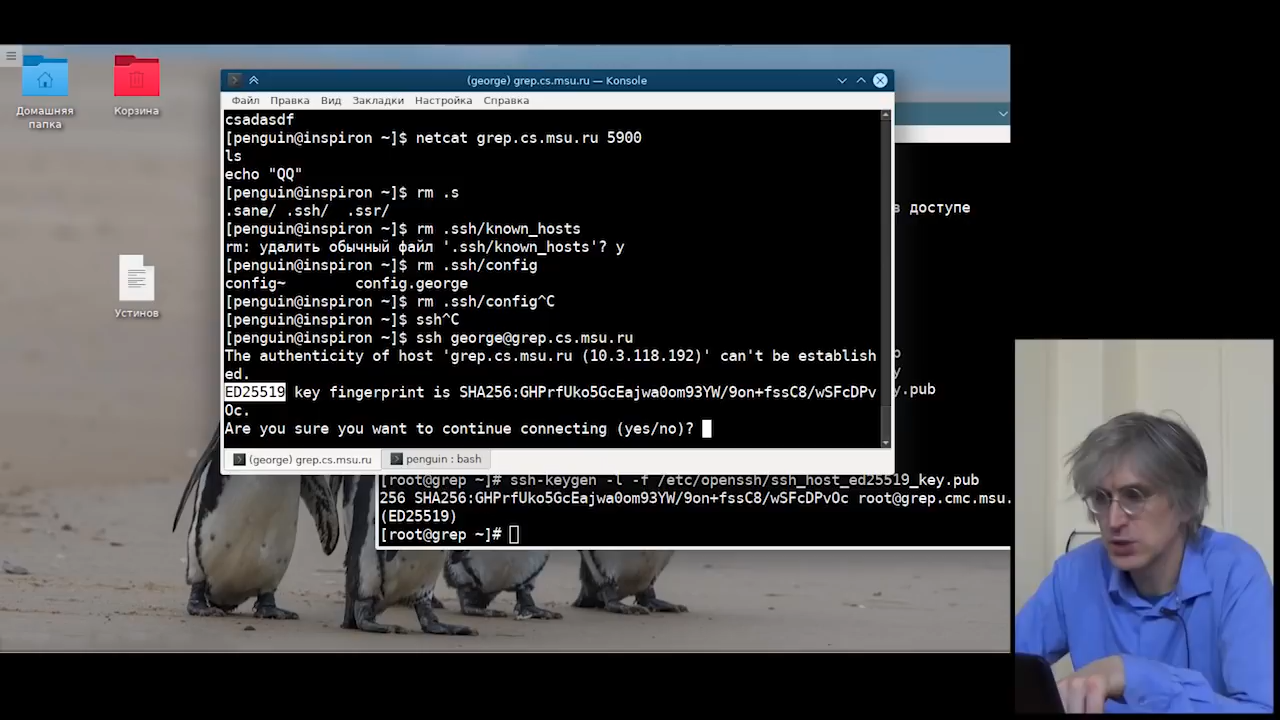 Домашняя
папка
Корзина
Устинов
(george) grep.cs.msu.ru — Konsole
Файл Правка Вид Закладки Настройка Справка
csadasdf
[penguin@inspiron ~]$ netcat grep.cs.msu.ru 5900
ls
echo "QQ"
[penguin@inspiron ~]$ rm .s
.sane/ .ssh/  .ssr/
[penguin@inspiron ~]$ rm .ssh/known_hosts
rm: удалить обычный файл '.ssh/known_hosts'? y
[penguin@inspiron ~]$ rm .ssh/config
config~        config.george
[penguin@inspiron ~]$ rm .ssh/config^C
[penguin@inspiron ~]$ ssh^C
[penguin@inspiron ~]$ ssh george@grep.cs.msu.ru
The authenticity of host 'grep.cs.msu.ru (10.3.118.192)' can't be establish
ed.
ED25519 key fingerprint is SHA256:GHPrfUko5GcEajwa0om93YW/9on+fssC8/wSFcDPv
Oc.
Are you sure you want to continue connecting (yes/no)?
(george) grep.cs.msu.ru
penguin : bash
доступе
y.pub
[root@grep ~]# ssh-keygen -l -f /etc/openssh/ssh_host_ed25519_key.pub
256 SHA256:GHPrfUko5GcEajwa0om93YW/9on+fssC8/wSFcDPvOc root@grep.cmc.msu.
(ED25519)
[root@grep ~]#